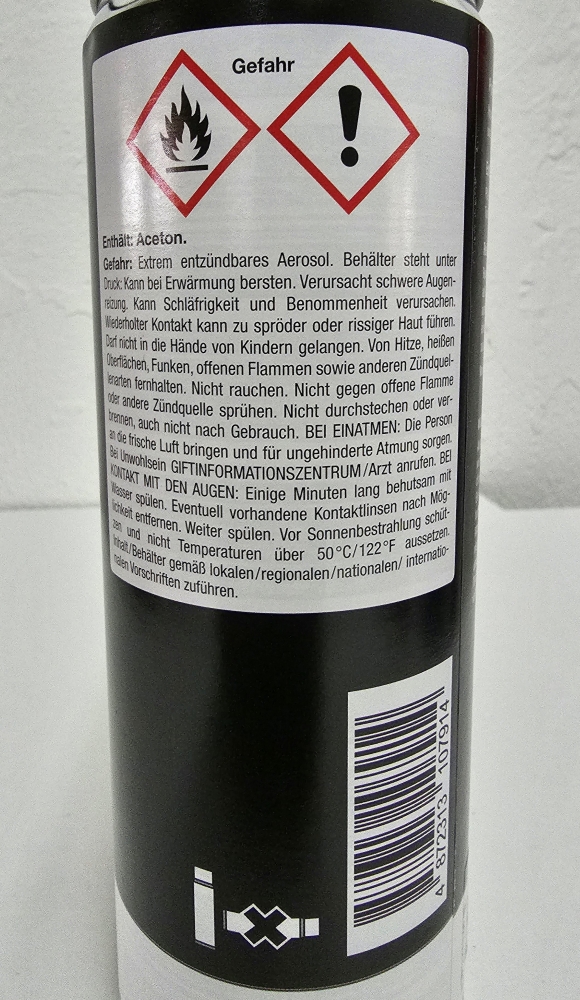 Gefahr
Enthält: Aceton.
Gefahr: Extrem entzündbares Aerosol. Behälter steht unter
Druck: Kann bei Erwärmung bersten. Verursacht schwere Augen-
reizung. Kann Schläfrigkeit und Benommenheit verursachen.
Wiederholter Kontakt kann zu spröder oder rissiger Haut führen.
Darf nicht in die Hände von Kindern gelangen. Von Hitze, heißen
Oberflächen, Funken, offenen Flammen sowie anderen Zündquel-
lenarten fernhalten. Nicht rauchen. Nicht gegen offene Flamme
oder andere Zündquelle sprühen. Nicht durchstechen oder ver-
brennen, auch nicht nach Gebrauch. BEI EINATMEN: Die Person
an die frische Luft bringen und für ungehinderte Atmung sorgen.
Bei Unwohlsein GIFTINFORMATIONSZENTRUM/Arzt anrufen. BEI
KONTAKT MIT DEN AUGEN: Einige Minuten lang behutsam mit
Wasser spülen. Eventuell vorhandene Kontaktlinsen nach Mög-
lichkeit entfernen. Weiter spülen. Vor Sonnenbestrahlung schüt-
zen und nicht Temperaturen über 50°C/122°F aussetzen.
Inhalt/Behälter gemäß lokalen/regionalen/nationalen/ internatio-
nalen Vorschriften zuführen.
4 872313 107914